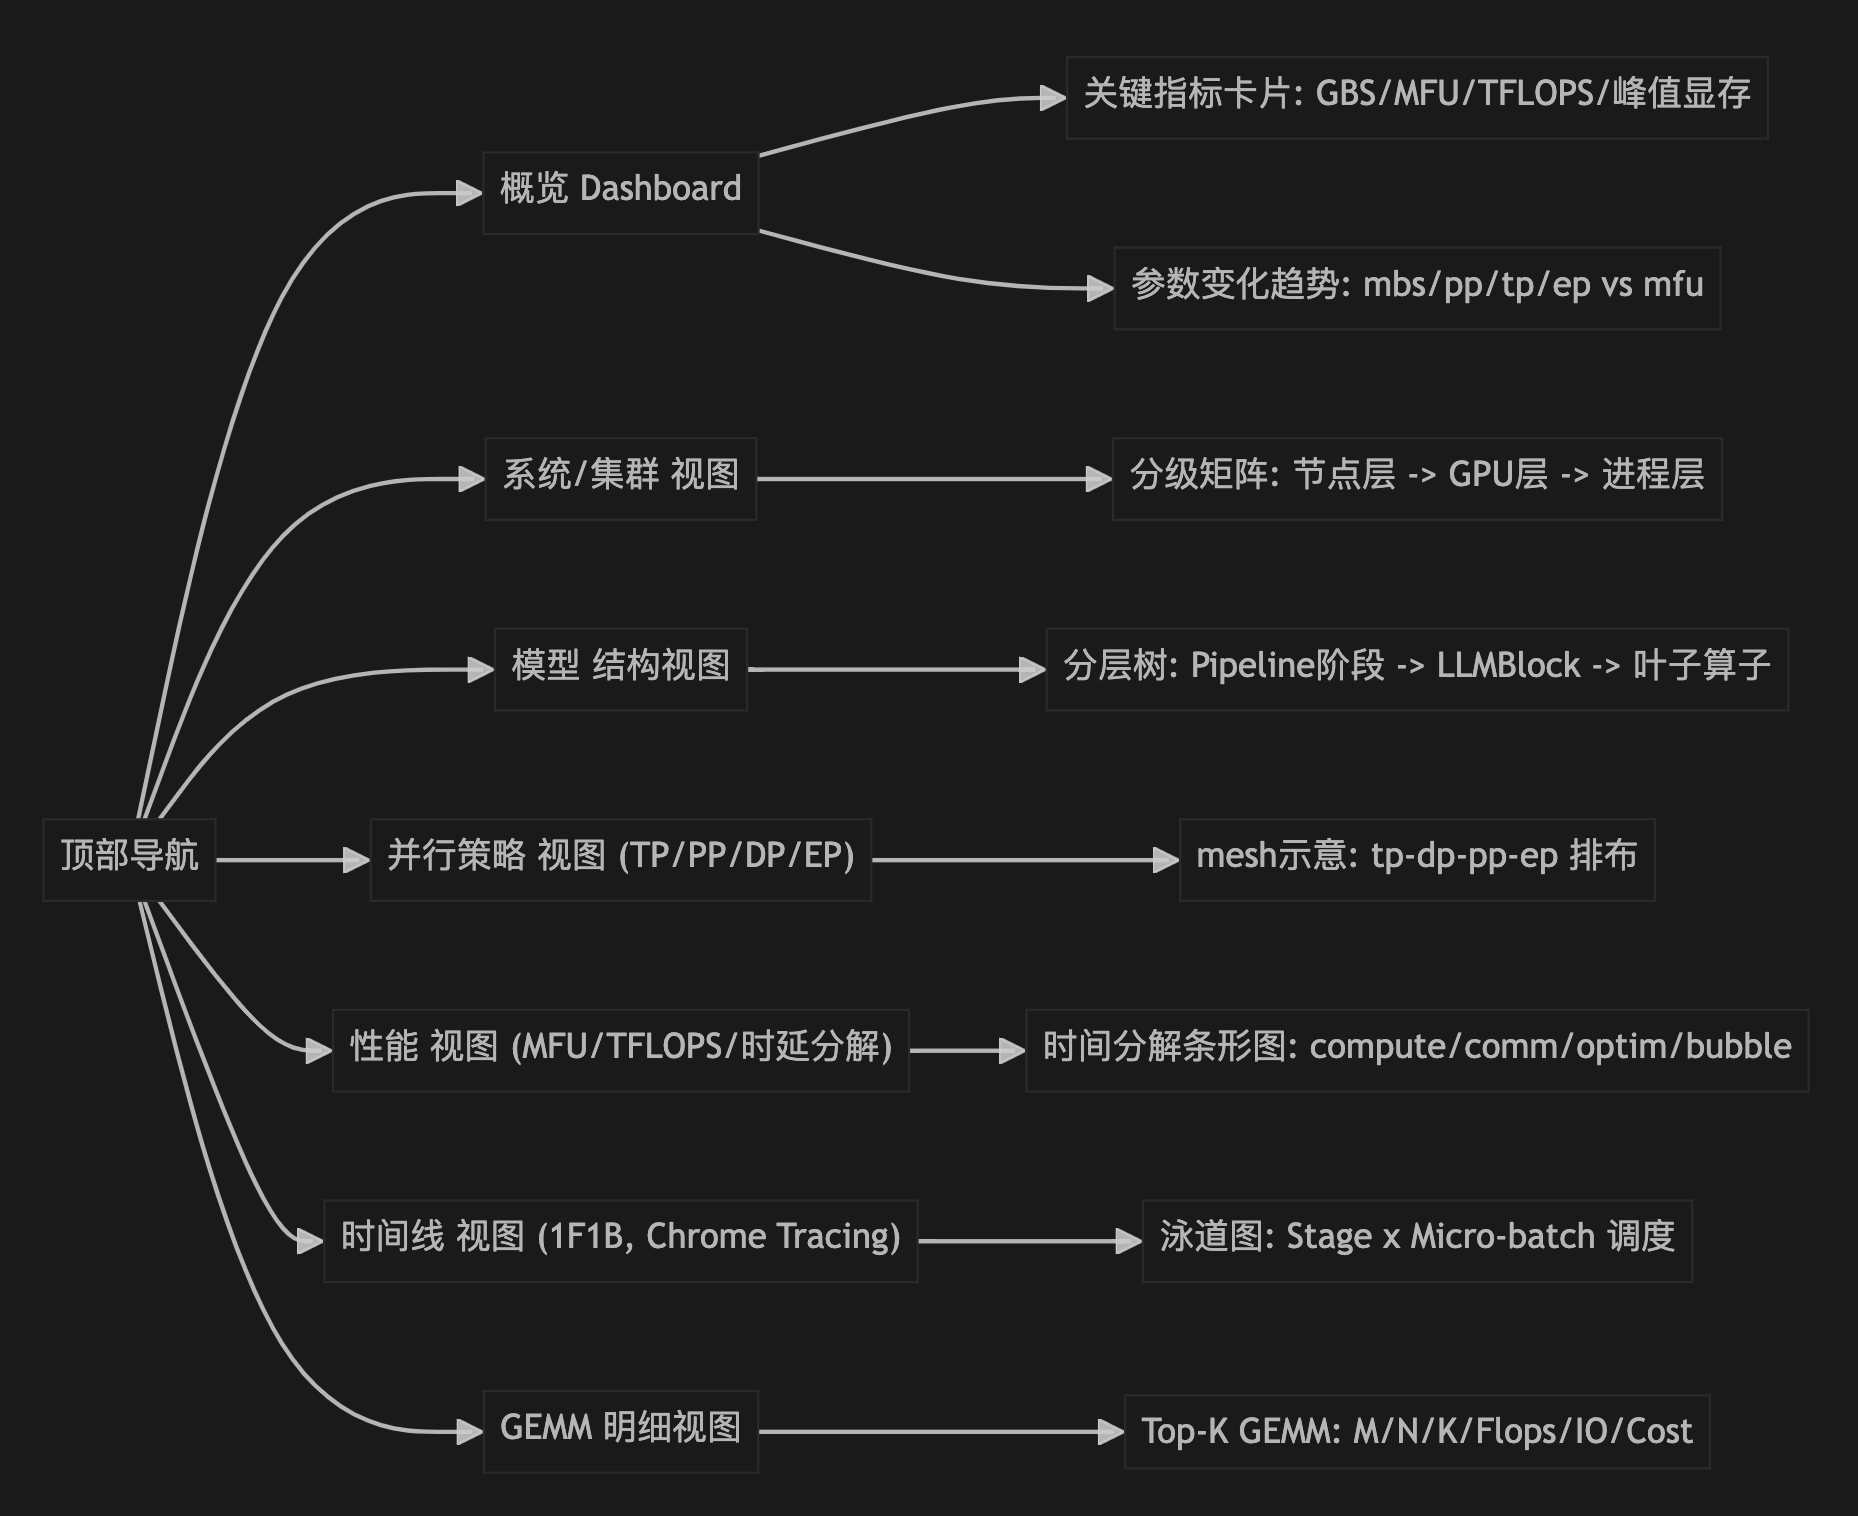 关键指标卡片: GBS/MFU/TFLOPS/峰值显存
概览 Dashboard
参数变化趋势: mbs/pp/tp/ep vs mfu
系统/集群 视图
分级矩阵: 节点层 -> GPU层 -> 进程层
模型 结构视图
分层树: Pipeline阶段 -> LLMBlock -> 叶子算子
顶部导航
并行策略 视图 (TP/PP/DP/EP)
mesh示意: tp-dp-pp-ep 排布
性能 视图 (MFU/TFLOPS/时延分解)
时间分解条形图: compute/comm/optim/bubble
时间线 视图 (1F1B, Chrome Tracing)
泳道图: Stage x Micro-batch 调度
GEMM 明细视图
Top-K GEMM: M/N/K/Flops/IO/Cost